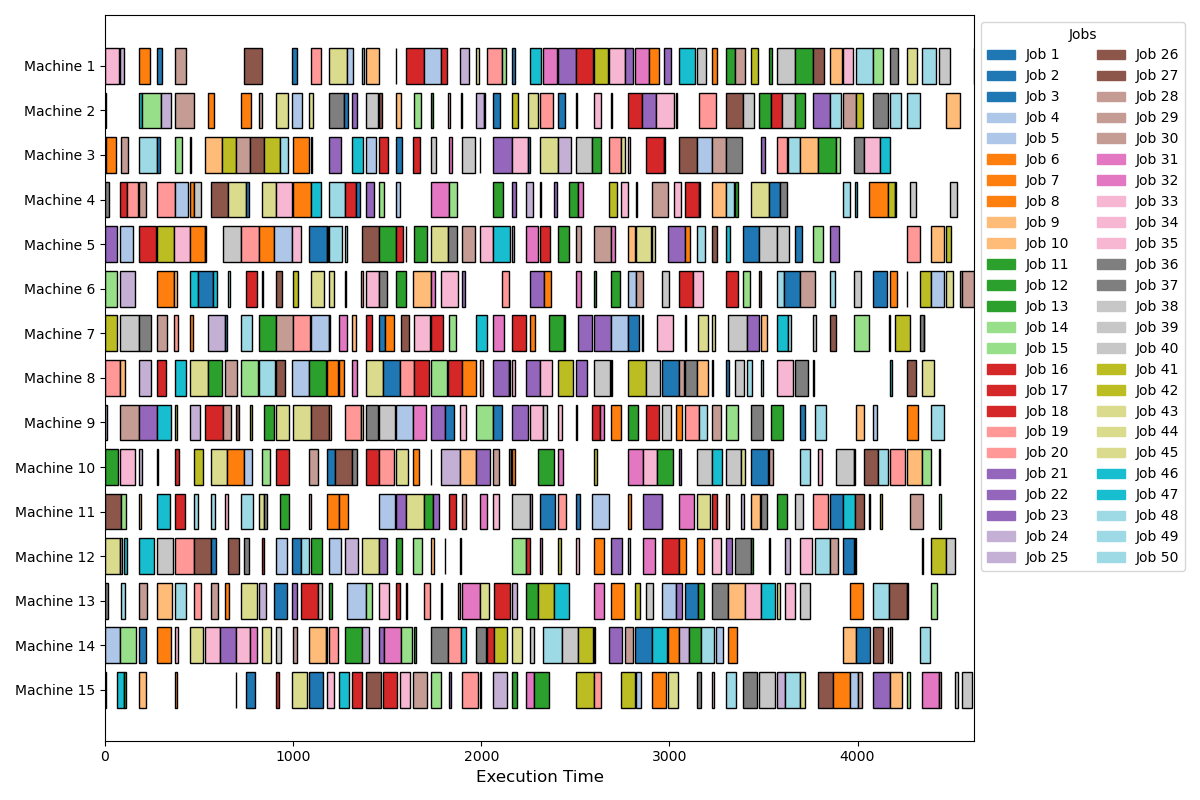 Machine 1
Machine 2
Machine 3
Machine 4
Machine 5
Machine 6
Machine 7
Machine 8
Machine 9
Machine 10
Machine 11
Machine 12
Machine 13
Machine 14
Machine 15
0 1000 2000 3000 4000
Execution Time
Jobs
Job 1
Job 2
Job 3
Job 4
Job 5
Job 6
Job 7
Job 8
Job 9
Job 10
Job 11
Job 12
Job 13
Job 14
Job 15
Job 16
Job 17
Job 18
Job 19
Job 20
Job 21
Job 22
Job 23
Job 24
Job 25
Job 26
Job 27
Job 28
Job 29
Job 30
Job 31
Job 32
Job 33
Job 34
Job 35
Job 36
Job 37
Job 38
Job 39
Job 40
Job 41
Job 42
Job 43
Job 44
Job 45
Job 46
Job 47
Job 48
Job 49
Job 50